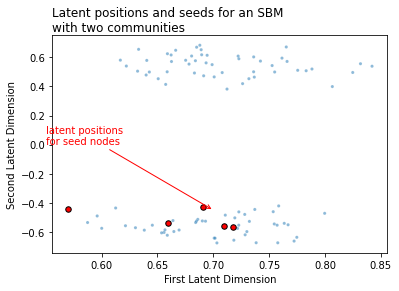 Latent positions and seeds for an SBM
with two communities
Second Latent Dimension
0.6
0.4
0.2
0.0
−0.2
−0.4
−0.6
latent positions
for seed nodes
0.60
0.65
0.70
0.75
0.80
0.85
First Latent Dimension